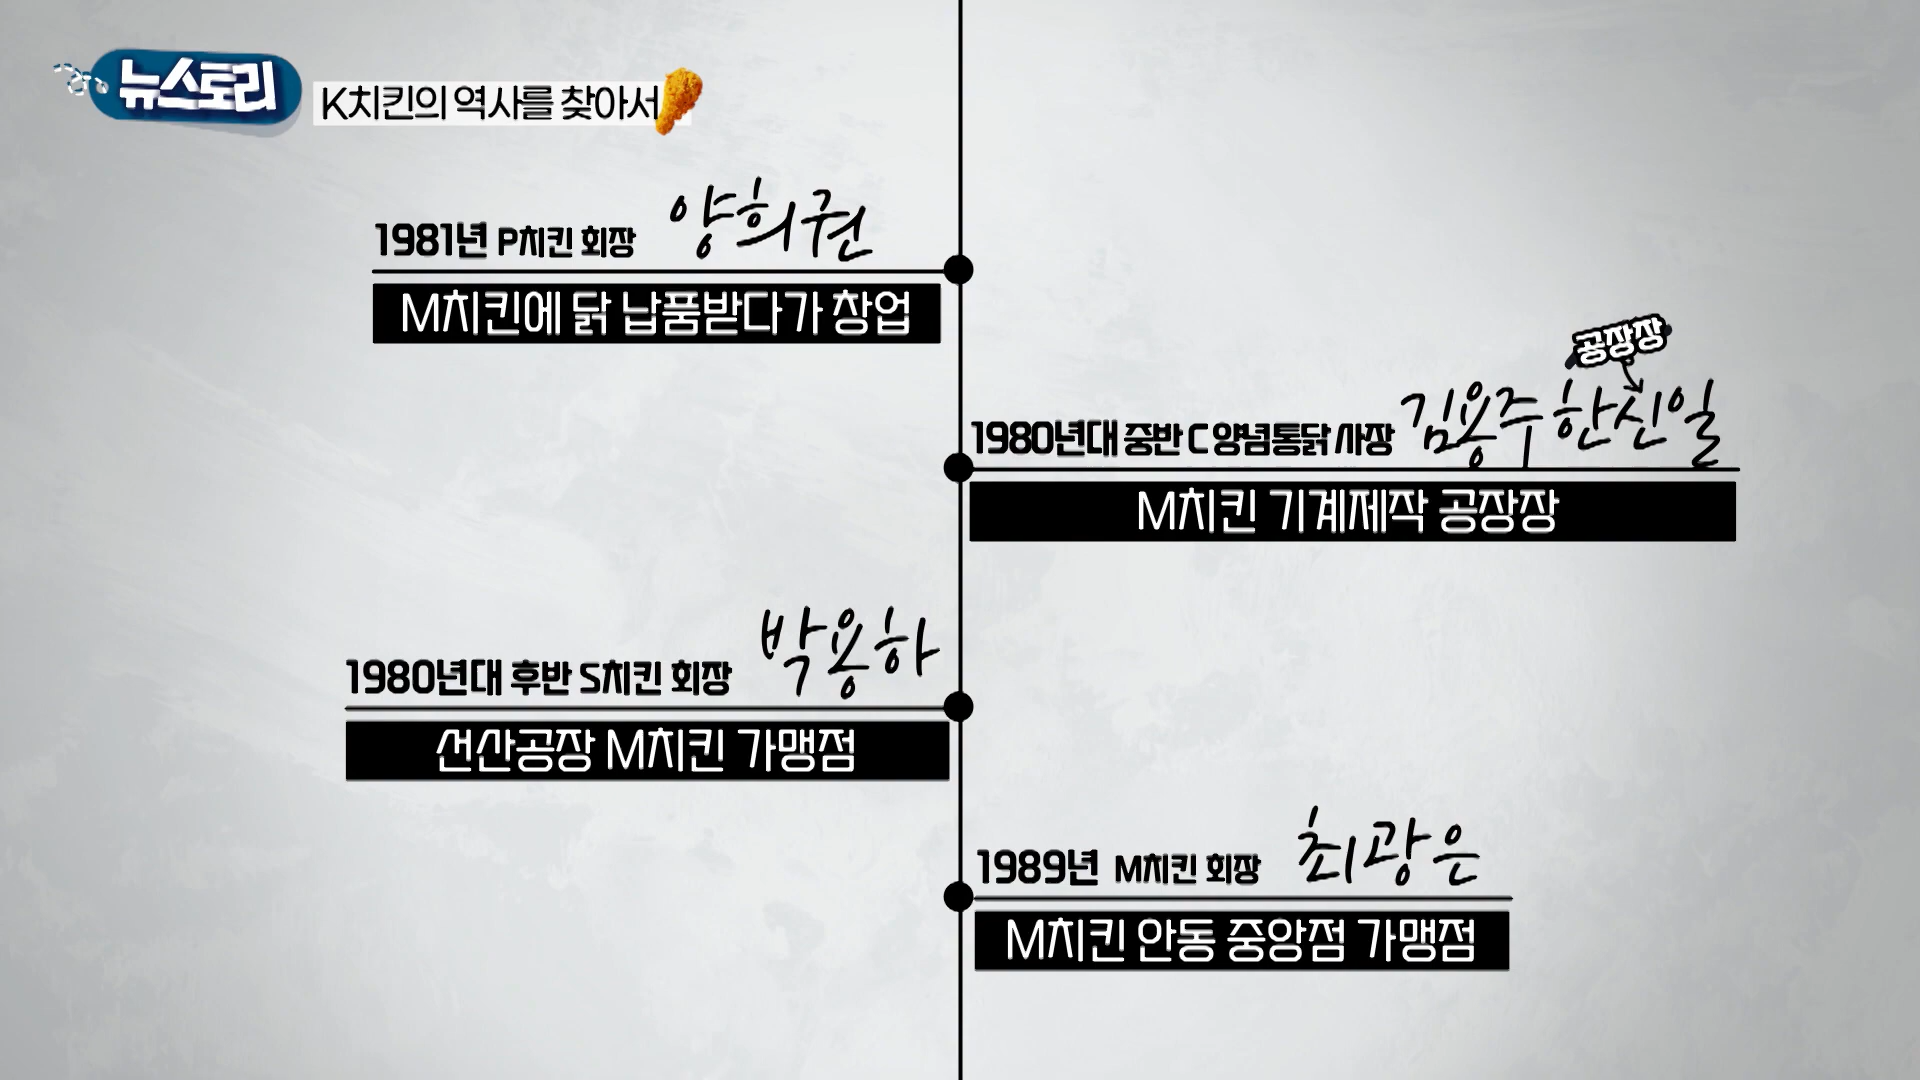 뉴스토리
K치킨의 역사를 찾아서
1981년 P치킨 회장 양희권
M치킨에 닭 납품받다가 창업
공장장
1980년대 중반 C 양념통닭 사장 김용주 한신일
M치킨 기계제작 공장장
1980년대 후반 S치킨 회장 박용하
선산공장 M치킨 가맹점
1989년 M치킨 회장 최광은
M치킨 안동 중앙점 가맹점